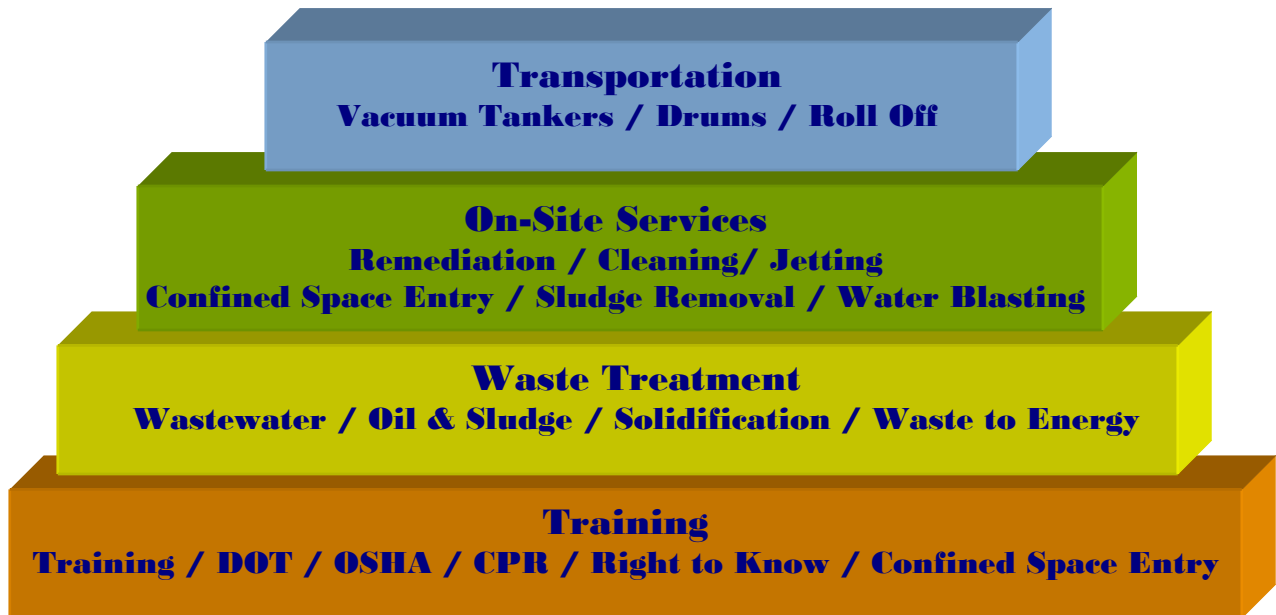 Transportation
Vacuum Tankers / Drums / Roll Off
On-Site Services
Remediation / Cleaning/ Jetting
Confined Space Entry / Sludge Removal / Water Blasting
Waste Treatment
Wastewater / Oil & Sludge / Solidification / Waste to Energy
Training
Training / DOT / OSHA / CPR / Right to Know / Confined Space Entry